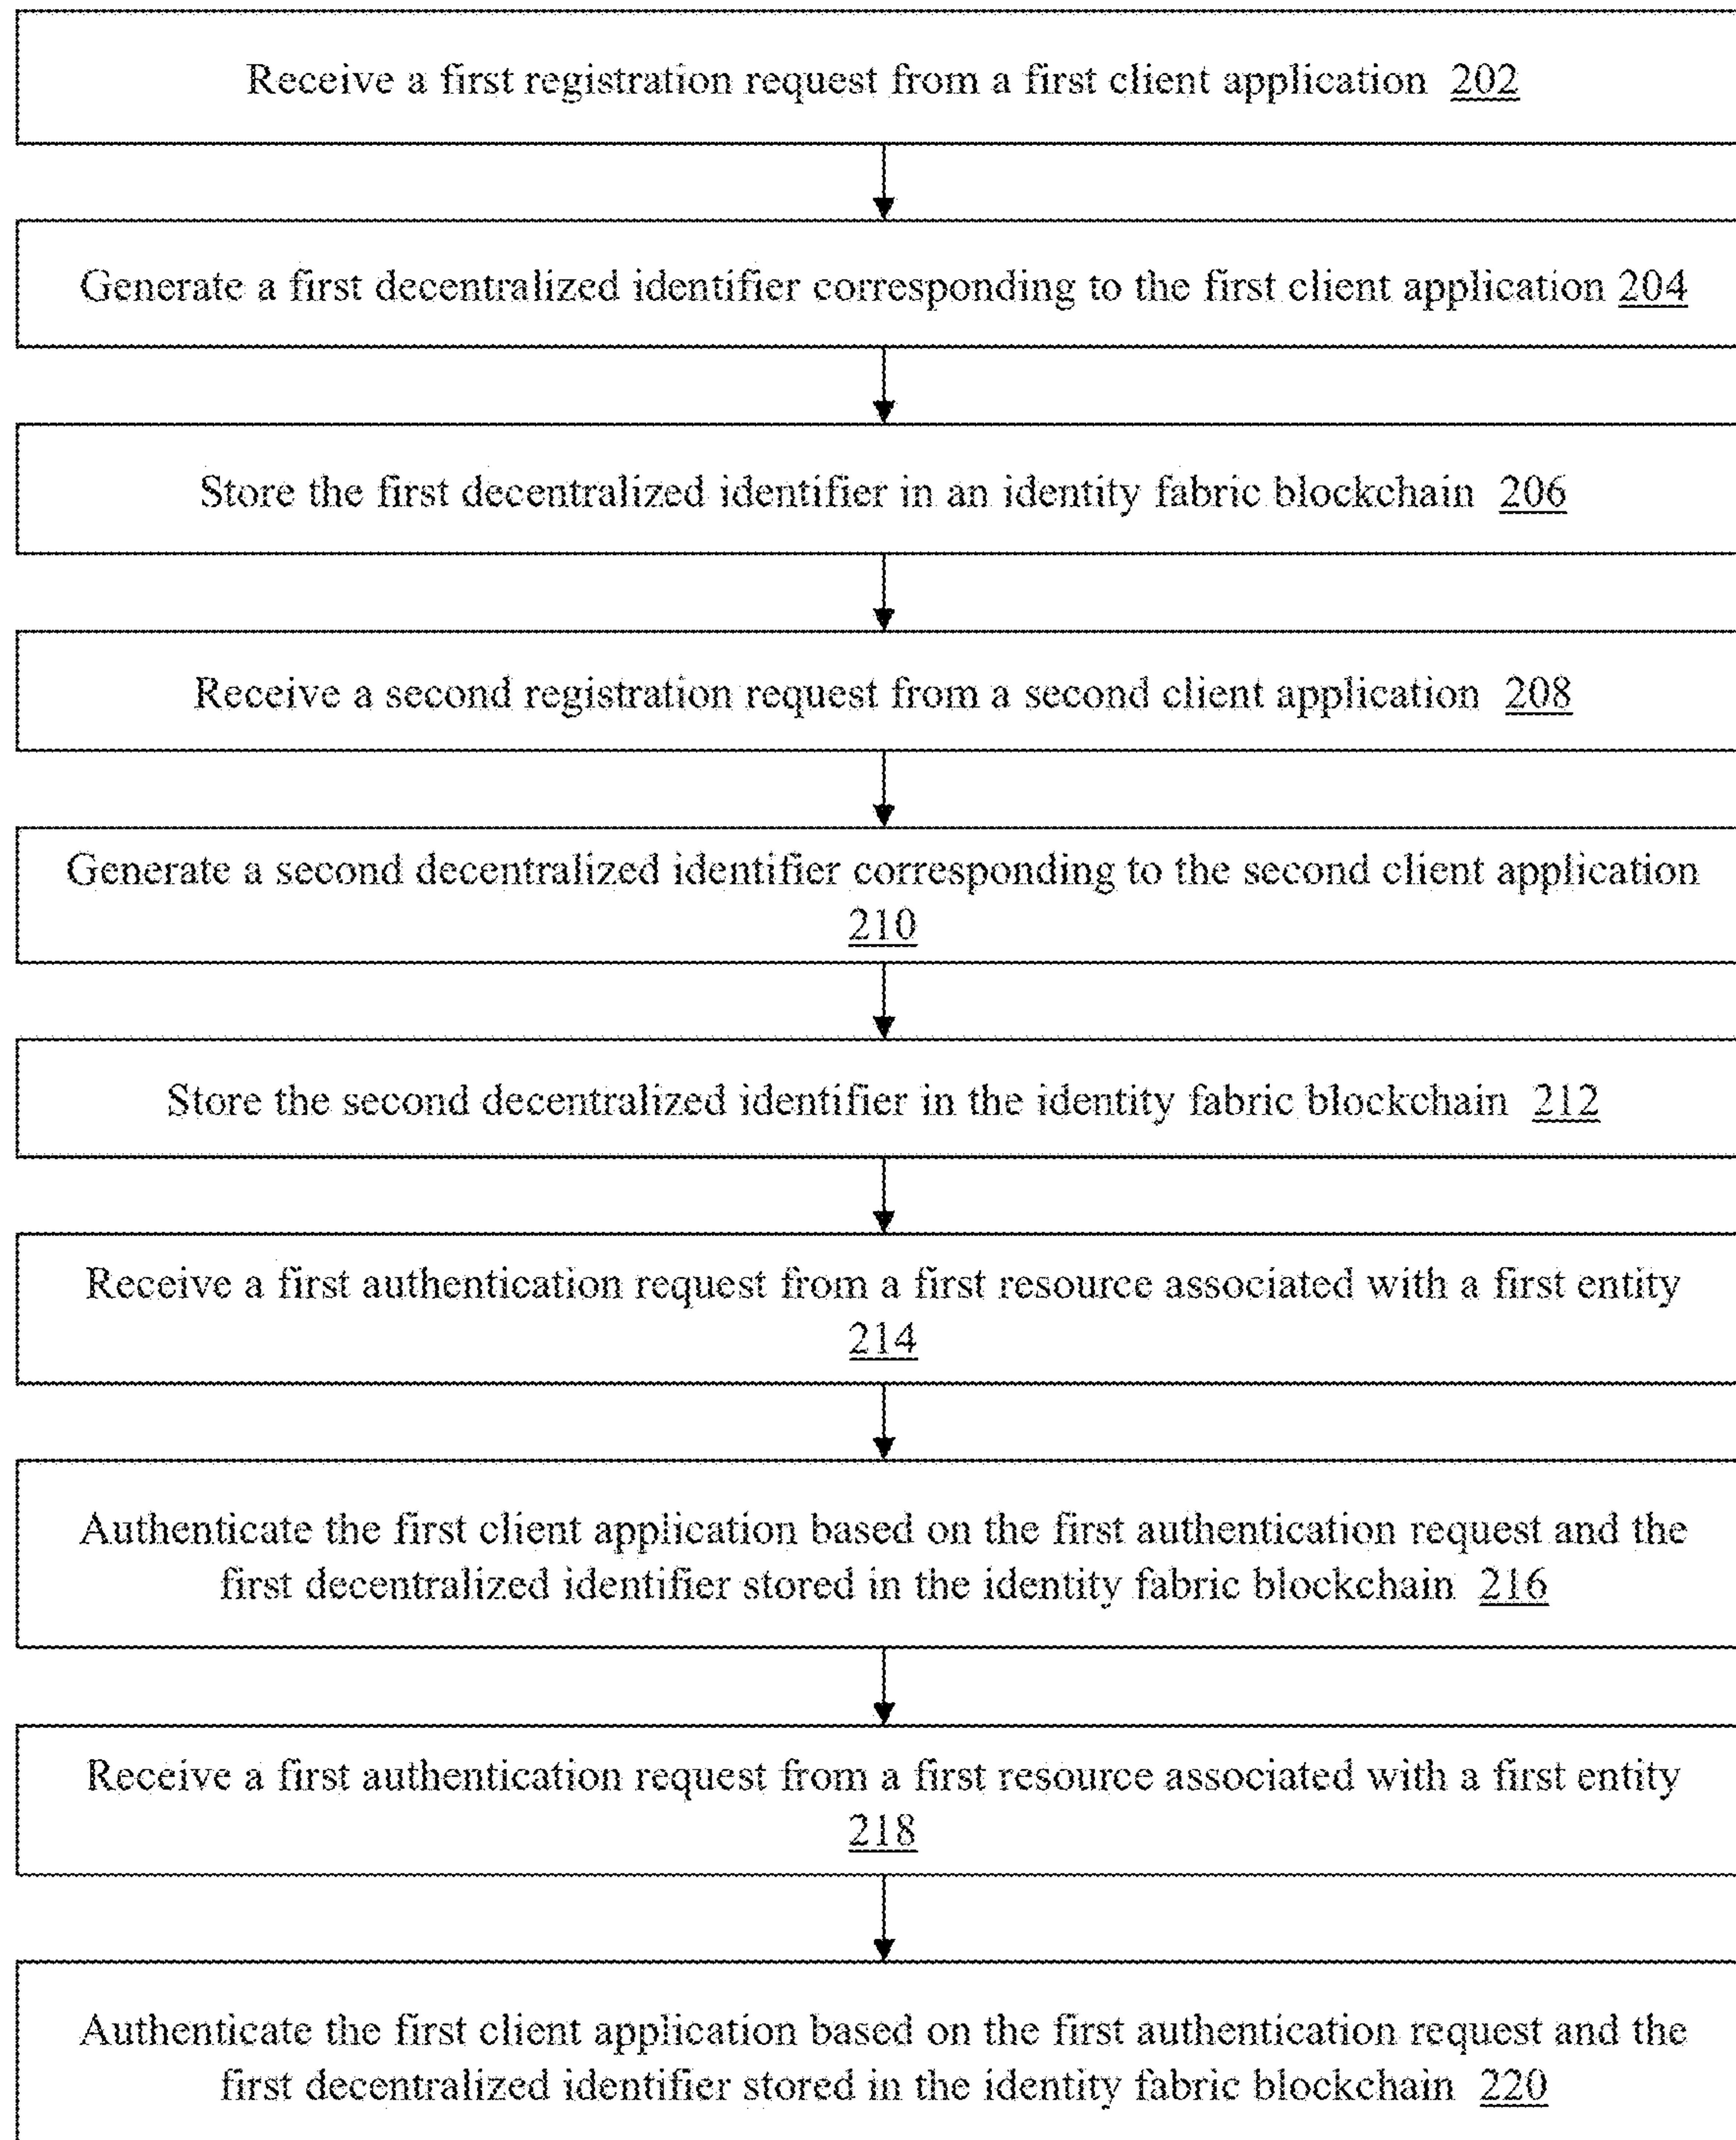 Receive a first registration request from a first client application 202
Generate a first decentralized identifier corresponding to the first client application 204
Store the first decentralized identifier in an identity fabric blockchain 206
Receive a second registration request from a second client application 208
Generate a second decentralized identifier corresponding to the second client application
210
Store the second decentralized identifier in the identity fabric blockchain 212
Receive a first authentication request from a first resource associated with a first entity
214
Authenticate the first client application based on the first authentication request and the
first decentralized identifier stored in the identity fabric blockchain 216
Receive a first authentication request from a first resource associated with a first entity
218
Authenticate the first client application based on the first authentication request and the
first decentralized identifier stored in the identity fabric blockchain 220